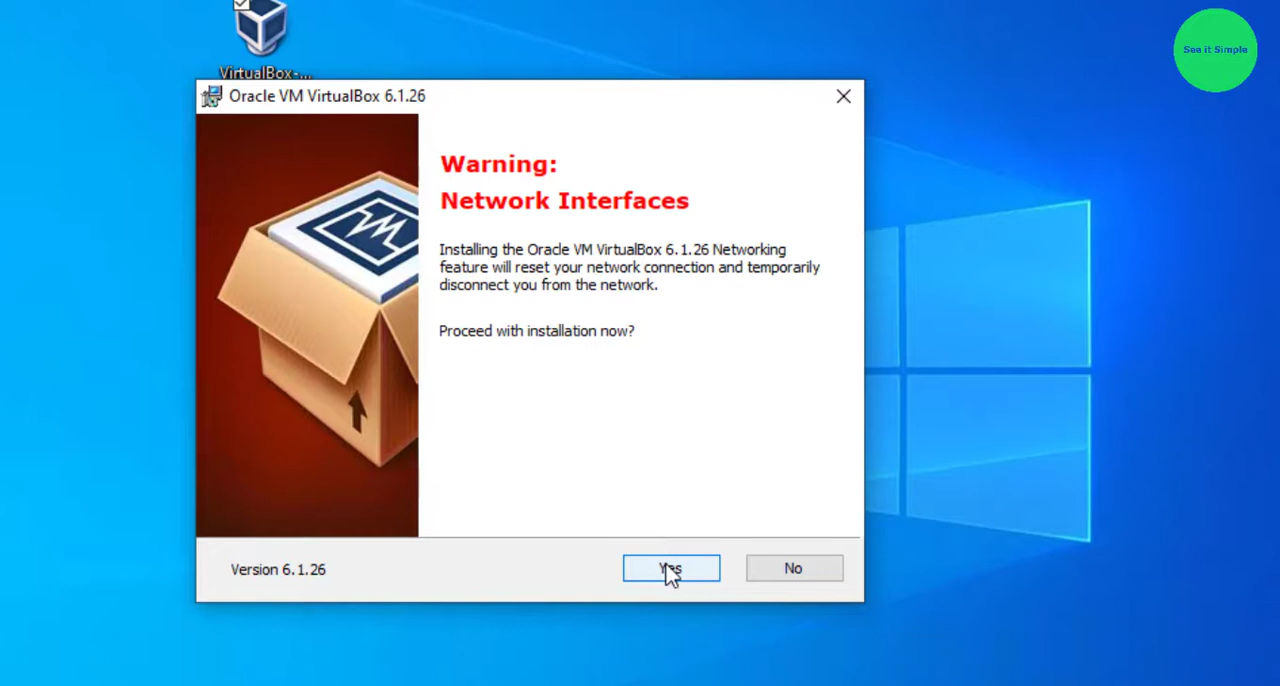 See it Simple
VirtualBox-...
Oracle VM VirtualBox 6.1.26
Warning:
Network Interfaces
Installing the Oracle VM VirtualBox 6.1.26 Networking
feature will reset your network connection and temporarily
disconnect you from the network.
Proceed with installation now?
Version 6.1.26
Yes
No